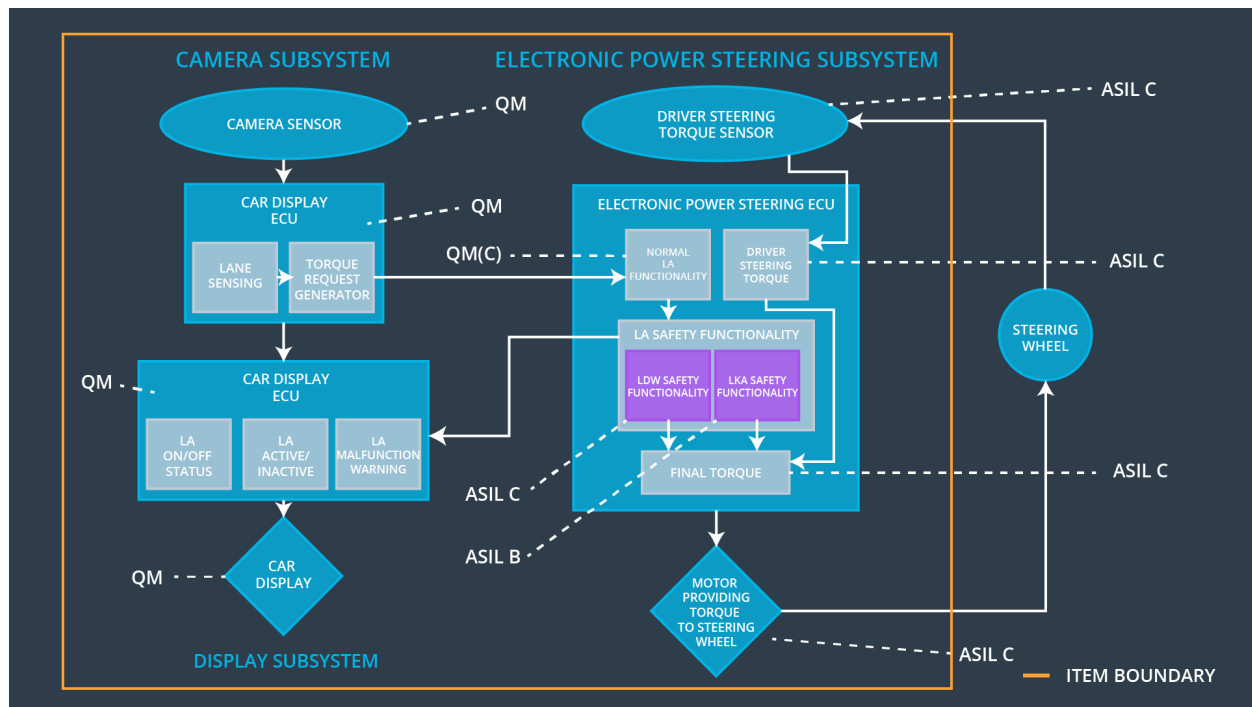 CAMERA SUBSYSTEM
ELECTRONIC POWER STEERING SUBSYSTEM
CAMERA SENSOR
QM
DRIVER STEERING
TORQUE SENSOR
ASIL C
CAR DISPLAY
ECU
QM
ELECTRONIC POWER STEERING ECU
LANE
SENSING
TORQUE
REQUEST
GENERATOR
QM(C)
NORMAL
LA
FUNCTIONALITY
DRIVER
STEERING
TORQUE
ASIL C
LA SAFETY FUNCTIONALITY
LDW SAFETY
FUNCTIONALITY
LKA SAFETY
FUNCTIONALITY
STEERING
WHEEL
QM
CAR DISPLAY
ECU
LA
ON/OFF
STATUS
LA
ACTIVE/
INACTIVE
LA
MALFUNCTION
WARNING
FINAL TORQUE
ASIL C
ASIL C
ASIL B
QM
CAR
DISPLAY
MOTOR
PROVIDING
TORQUE
TO STEERING
WHEEL
ASIL C
DISPLAY SUBSYSTEM
ITEM BOUNDARY